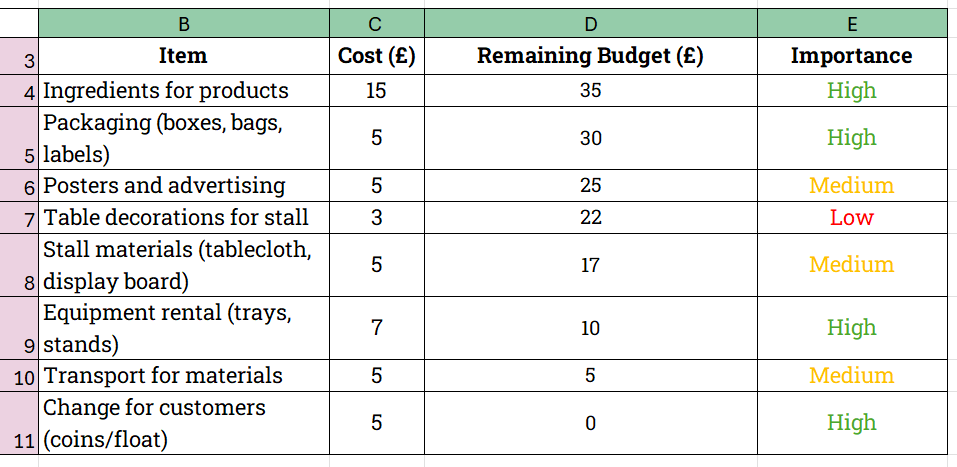 B C D E
3 Item Cost (£) Remaining Budget (£) Importance
4 Ingredients for products 15 35 High
Packaging (boxes, bags,
5 labels) 5 30 High
6 Posters and advertising 5 25 Medium
7 Table decorations for stall 3 22 Low
Stall materials (tablecloth,
8 display board) 5 17 Medium
Equipment rental (trays,
9 stands) 7 10 High
10 Transport for materials 5 5 Medium
Change for customers
11 (coins/float) 5 0 High